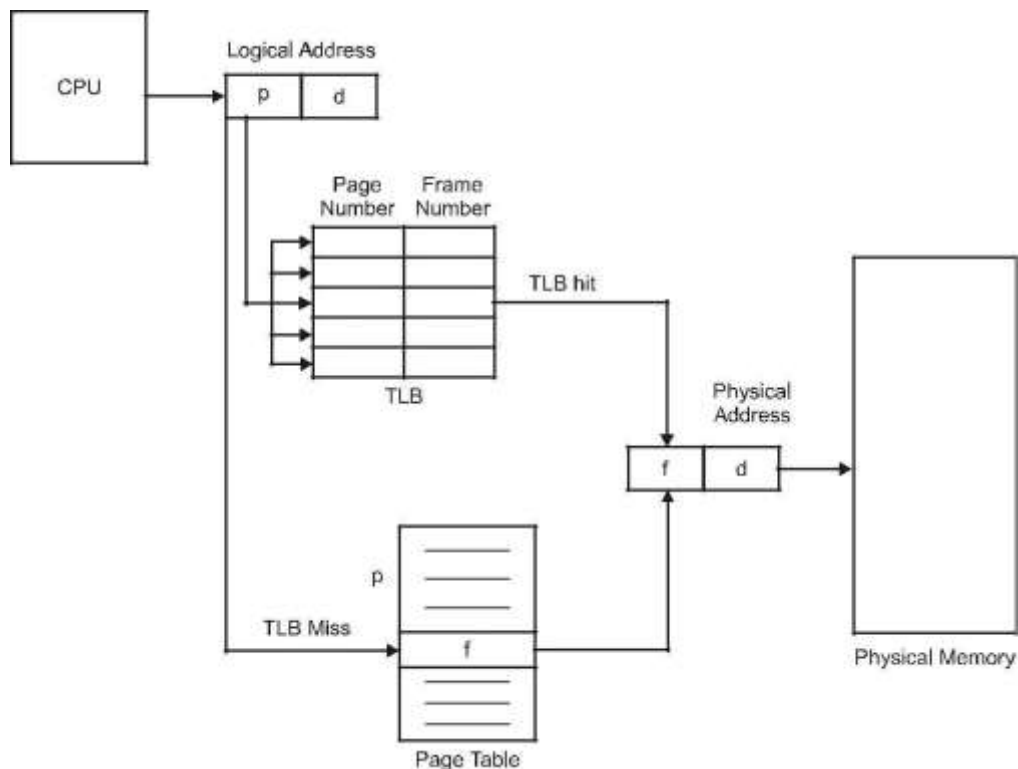 Logical Address
CPU
p
d
Page
Number
Frame
Number
TLB hit
TLB
Physical
Address
f
d
p
TLB Miss
f
Physical Memory
Page Table